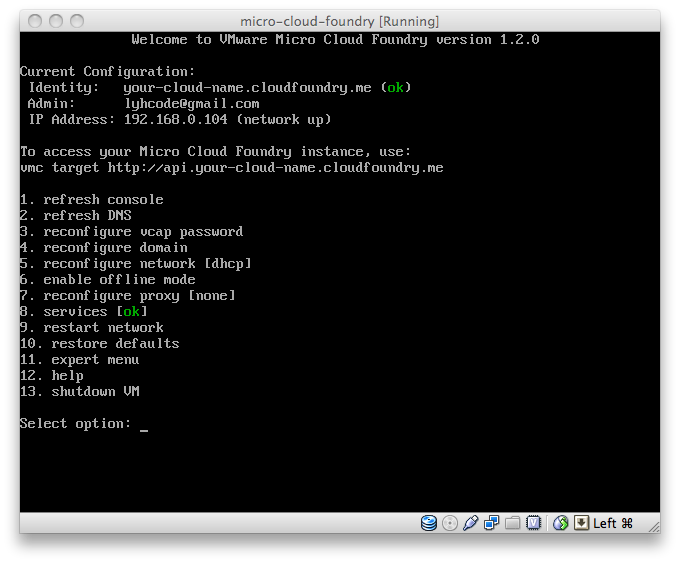 micro-cloud-foundry [Running]
Welcome to VMware Micro Cloud Foundry version 1.2.0
Current Configuration:
Identity: your-cloud-name.cloudfoundry.me (ok)
Admin: lyhcode@gmail.com
IP Address: 192.168.0.104 (network up)
To access your Micro Cloud Foundry instance, use:
vmc target http://api.your-cloud-name.cloudfoundry.me
1. refresh console
2. refresh DNS
3. reconfigure vcap password
4. reconfigure domain
5. reconfigure network [dhcp]
6. enable offline mode
7. reconfigure proxy [none]
8. services [ok]
9. restart network
10. restore defaults
11. expert menu
12. help
13. shutdown VM
Select option: _
Left ⌘